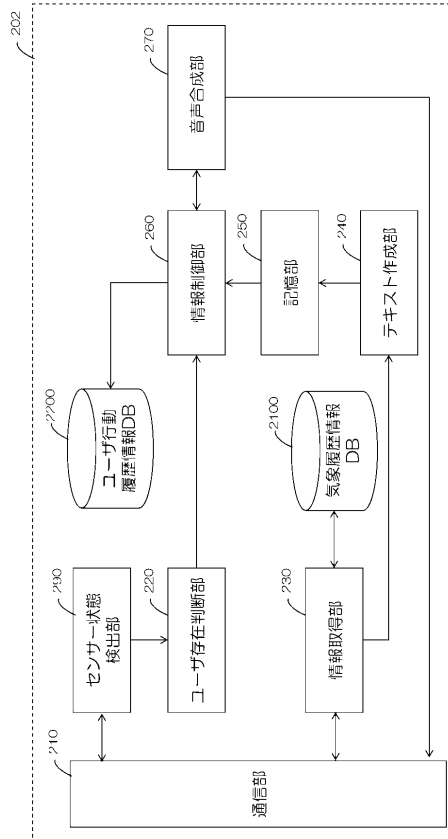 202
210
通信部
290
センサー状態
検出部
220
ユーザ存在判断部
2200
ユーザ行動
履歴情報DB
260
情報制御部
270
音声合成部
230
情報取得部
2100
気象履歴情報
DB
250
記憶部
240
テキスト作成部